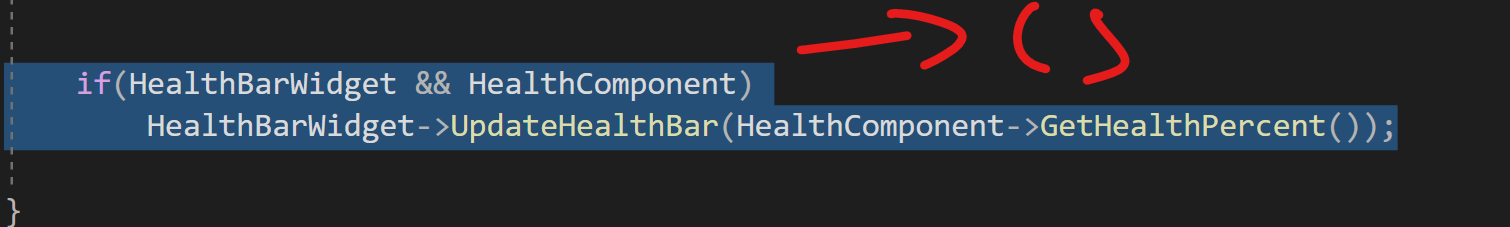 → ( )
if(HealthBarWidget && HealthComponent)
HealthBarWidget->UpdateHealthBar(HealthComponent->GetHealthPercent());
}